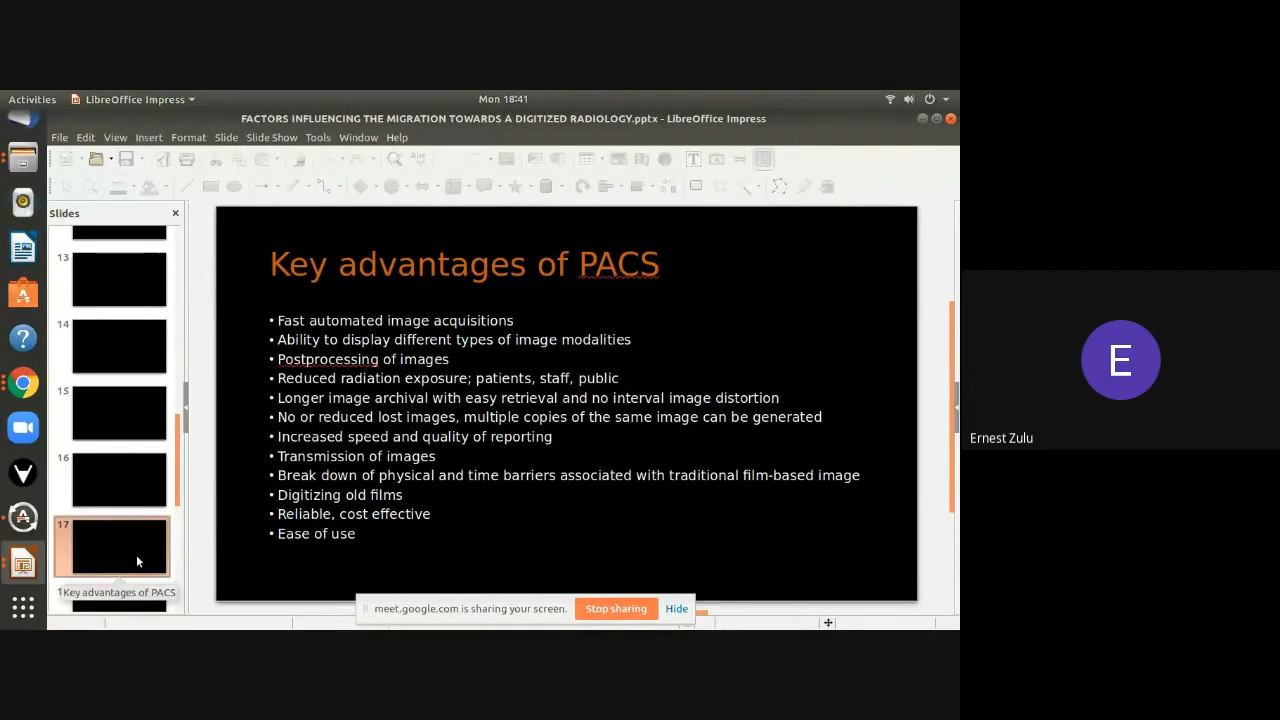 Activities
LibreOffice Impress
Mon 18:41
FACTORS INFLUENCING THE MIGRATION TOWARDS A DIGITIZED RADIOLOGY.pptx - LibreOffice Impress
File Edit View Insert Format Slide Slide Show Tools Window Help
Slides
13
14
15
16
17
Key advantages of PACS
Key advantages of PACS
• Fast automated image acquisitions
• Ability to display different types of image modalities
• Postprocessing of images
• Reduced radiation exposure; patients, staff, public
• Longer image archival with easy retrieval and no interval image distortion
• No or reduced lost images, multiple copies of the same image can be generated
• Increased speed and quality of reporting
• Transmission of images
• Break down of physical and time barriers associated with traditional film-based image
• Digitizing old films
• Reliable, cost effective
• Ease of use
meet.google.com is sharing your screen.
Stop sharing
Hide
E
Ernest Zulu